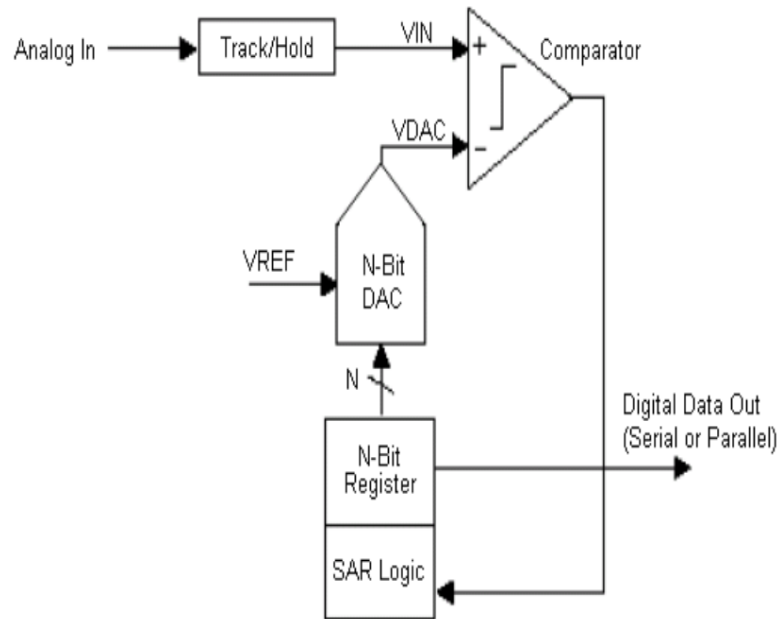 Analog In
Track/Hold
VIN
+
Comparator
VDAC
−
VREF
N-Bit
DAC
N
Digital Data Out
(Serial or Parallel)
N-Bit
Register
SAR Logic